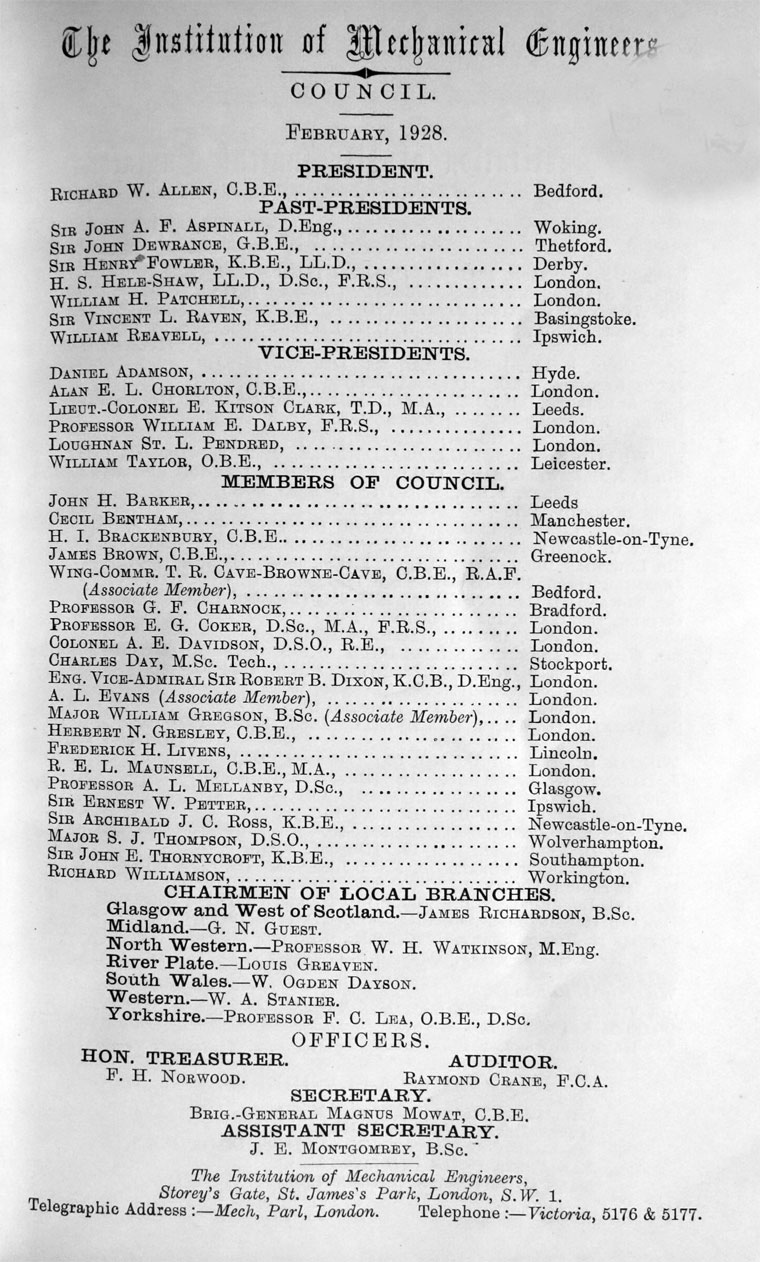 The Institution of Mechanical Engineers
COUNCIL.
FEBRUARY, 1928.
PRESIDENT.
RICHARD W. ALLEN, C.B.E., .......................... Bedford.
PAST-PRESIDENTS.
SIR JOHN A. F. ASPINALL, D.Eng., .................... Woking.
SIR JOHN DEWRANCE, G.B.E., ........................ Thetford.
SIR HENRY FOWLER, K.B.E., LL.D., .................. Derby.
H. S. HELE-SHAW, LL.D., D.Sc., F.R.S., ............. London.
WILLIAM H. PATCHELL, ............................... London.
SIR VINCENT L. RAVEN, K.B.E., ...................... Basingstoke.
WILLIAM REAVELL, ................................... Ipswich.
VICE-PRESIDENTS.
DANIEL ADAMSON, .................................... Hyde.
ALAN E. L. CHORLTON, C.B.E., ........................ London.
LIEUT.-COLONEL E. KITSON CLARK, T.D., M.A., ........ Leeds.
PROFESSOR WILLIAM E. DALBY, F.R.S., ............... London.
LOUGHNAN ST. L. PENDRED, .......................... London.
WILLIAM TAYLOR, O.B.E., ............................ Leicester.
MEMBERS OF COUNCIL.
JOHN H. BARKER, .................................... Leeds
CECIL BENTHAM, ..................................... Manchester.
H. I. BRACKENBURY, C.B.E. .......................... Newcastle-on-Tyne.
JAMES BROWN, C.B.E., ............................... Greenock.
WING-COMMR. T. R. CAVE-BROWNE-CAVE, C.B.E., R.A.F.
(Associate Member), ............................... Bedford.
PROFESSOR G. F. CHARNOCK, .......................... Bradford.
PROFESSOR E. G. COKER, D.Sc., M.A., F.R.S., ......... London.
COLONEL A. E. DAVIDSON, D.S.O., R.E., .............. London.
CHARLES DAY, M.Sc. Tech., .......................... Stockport.
ENG. VICE-ADMIRAL SIR ROBERT B. DIXON, K.C.B., D.Eng., London.
A. L. EVANS (Associate Member), .................... London.
MAJOR WILLIAM GREGSON, B.Sc. (Associate Member), .... London.
HERBERT N. GRESLEY, C.B.E., ........................ London.
FREDERICK H. LIVENS, ............................... Lincoln.
R. E. L. MAUNSELL, C.B.E., M.A., ................... London.
PROFESSOR A. L. MELLANBY, D.Sc., .................. Glasgow.
SIR ERNEST W. PETTER, .............................. Ipswich.
SIR ARCHIBALD J. C. ROSS, K.B.E., .................. Newcastle-on-Tyne.
MAJOR S. J. THOMPSON, D.S.O., ...................... Wolverhampton.
SIR JOHN E. THORNYCROFT, K.B.E., ................... Southampton.
RICHARD WILLIAMSON, ................................ Workington.
CHAIRMEN OF LOCAL BRANCHES.
Glasgow and West of Scotland.—JAMES RICHARDSON, B.Sc.
Midland.—G. N. GUEST.
North Western.—PROFESSOR W. H. WATKINSON, M.Eng.
River Plate.—LOUIS GREAVEN.
South Wales.—W. OGDEN DAYSON.
Western.—W. A. STANIER.
Yorkshire.—PROFESSOR F. C. LEA, O.B.E., D.Sc.
OFFICERS.
HON. TREASURER. AUDITOR.
F. H. NORWOOD. RAYMOND CRANE, F.C.A.
SECRETARY.
BRIG.-GENERAL MAGNUS MOWAT, C.B.E.
ASSISTANT SECRETARY.
J. E. MONTGOMREY, B.Sc.
The Institution of Mechanical Engineers,
Storey's Gate, St. James's Park, London, S.W. 1.
Telegraphic Address :—Mech, Parl, London. Telephone :—Victoria, 5176 & 5177.